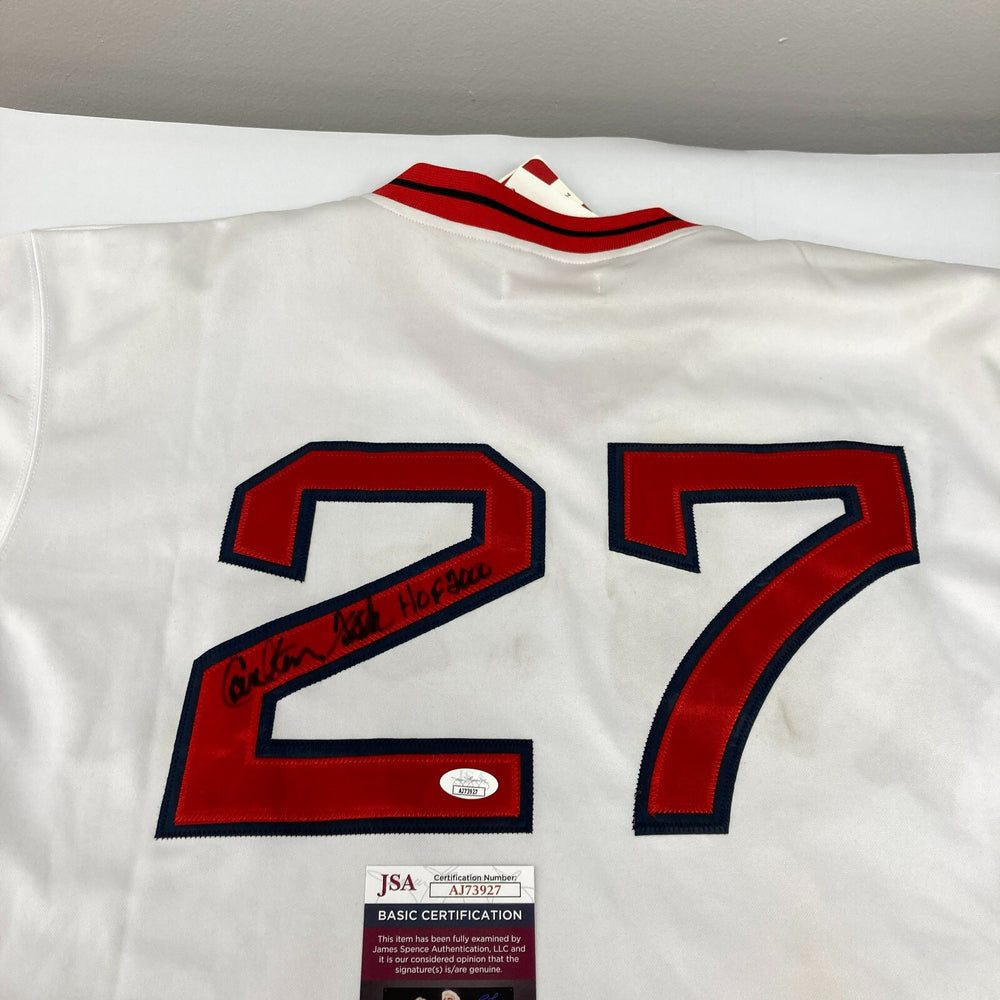 27
Carlton Fisk HOF 2000
AJ73927
JSA
Certification Number:
AJ73927
BASIC CERTIFICATION
This item has been fully examined by
James Spence Authentication, LLC and
it is our considered opinion that the
signature(s) is/are genuine.